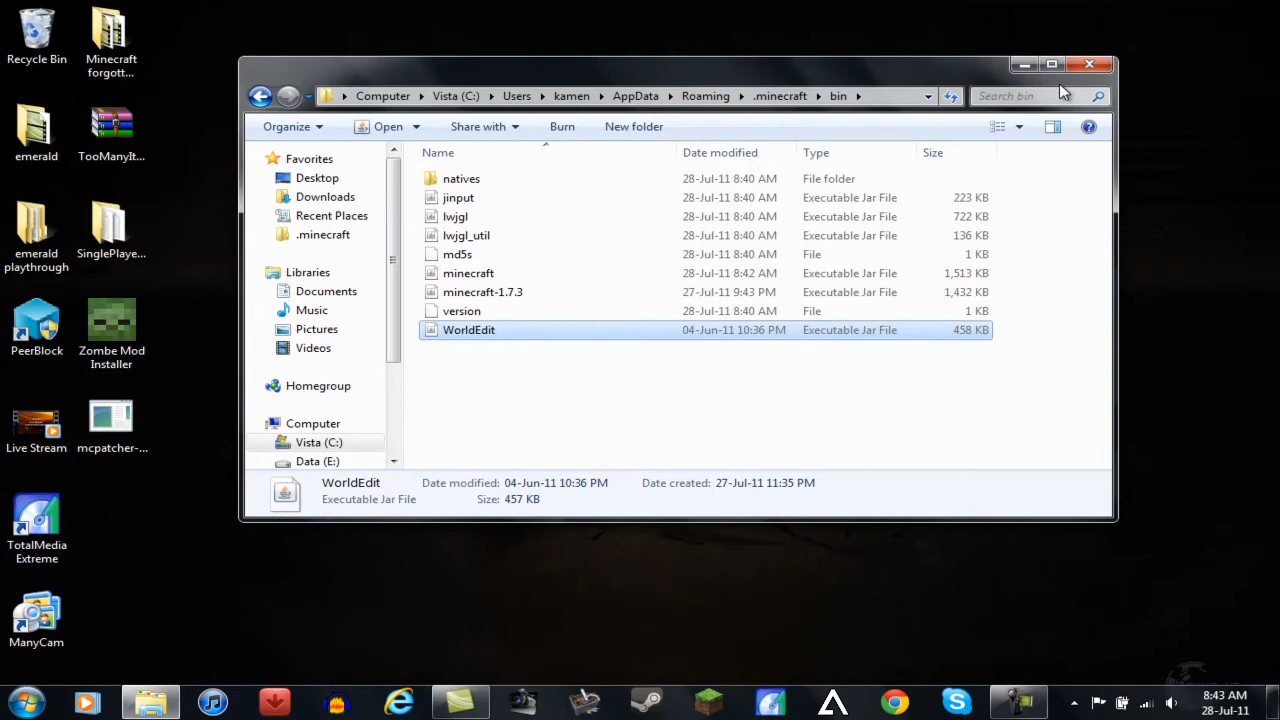 Recycle Bin
Minecraft
forgott...
emerald
TooManyIt...
emerald
playthrough
SinglePlaye...
PeerBlock
Zombe Mod
Installer
Live Stream
mcpatcher-...
TotalMedia
Extreme
ManyCam
Computer
Vista (C:)
Users
kamen
AppData
Roaming
.minecraft
bin
Search bin
Organize
Open
Share with
Burn
New folder
Favorites
Desktop
Downloads
Recent Places
.minecraft
Libraries
Documents
Music
Pictures
Videos
Homegroup
Computer
Vista (C:)
Data (E:)
Name Date modified Type Size
natives 28-Jul-11 8:40 AM File folder
jinput 28-Jul-11 8:40 AM Executable Jar File 223 KB
lwjgl 28-Jul-11 8:40 AM Executable Jar File 722 KB
lwjgl_util 28-Jul-11 8:40 AM Executable Jar File 136 KB
md5s 28-Jul-11 8:40 AM File 1 KB
minecraft 28-Jul-11 8:42 AM Executable Jar File 1,513 KB
minecraft-1.7.3 27-Jul-11 9:43 PM Executable Jar File 1,432 KB
version 28-Jul-11 8:40 AM File 1 KB
WorldEdit 04-Jun-11 10:36 PM Executable Jar File 458 KB
WorldEdit Date modified: 04-Jun-11 10:36 PM Date created: 27-Jul-11 11:35 PM
Executable Jar File Size: 457 KB
8:43 AM
28-Jul-11